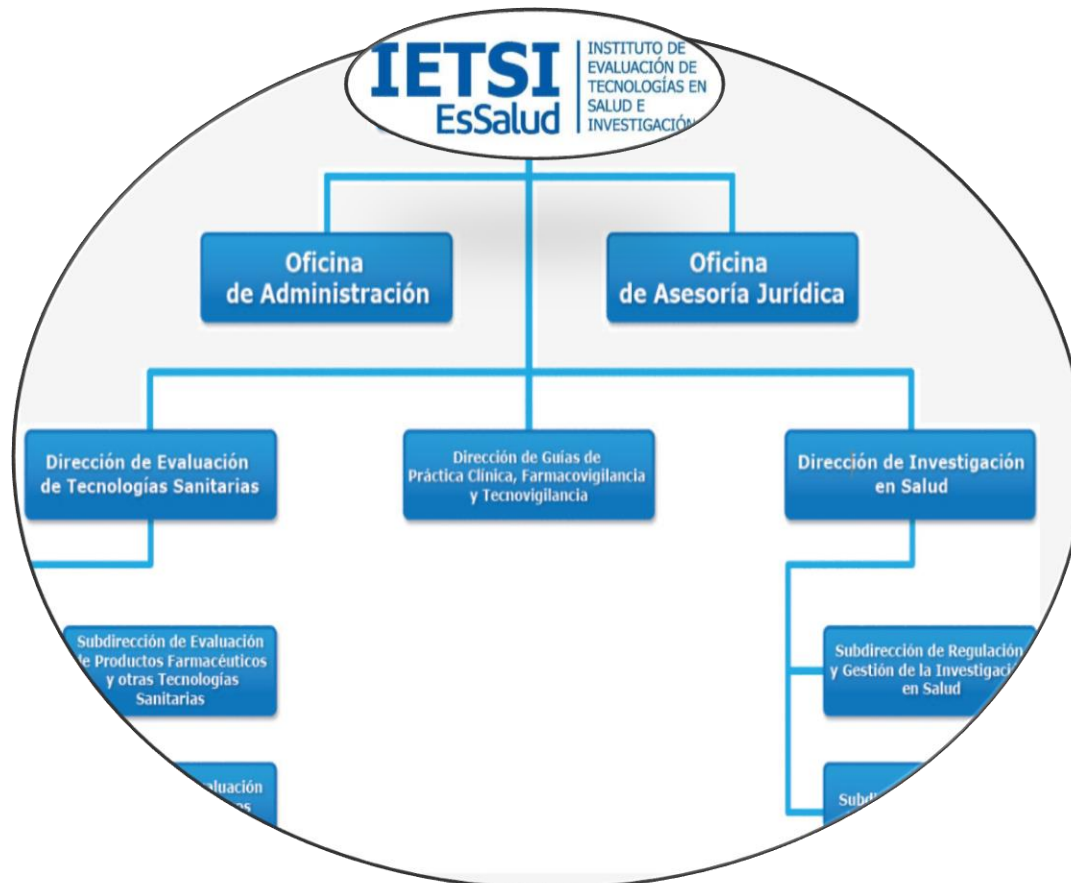 IETSI
EsSalud
INSTITUTO DE
EVALUACIÓN DE
TECNOLOGÍAS EN
SALUD E
INVESTIGACIÓN
Oficina
de Administración
Oficina
de Asesoría Jurídica
Dirección de Evaluación
de Tecnologías Sanitarias
Dirección de Guías de
Práctica Clínica, Farmacovigilancia
y Tecnovigilancia
Dirección de Investigación
en Salud
Subdirección de Evaluación
de Productos Farmacéuticos
y otras Tecnologías
Sanitarias
Subdirección de Regulación
y Gestión de la Investigación
en Salud